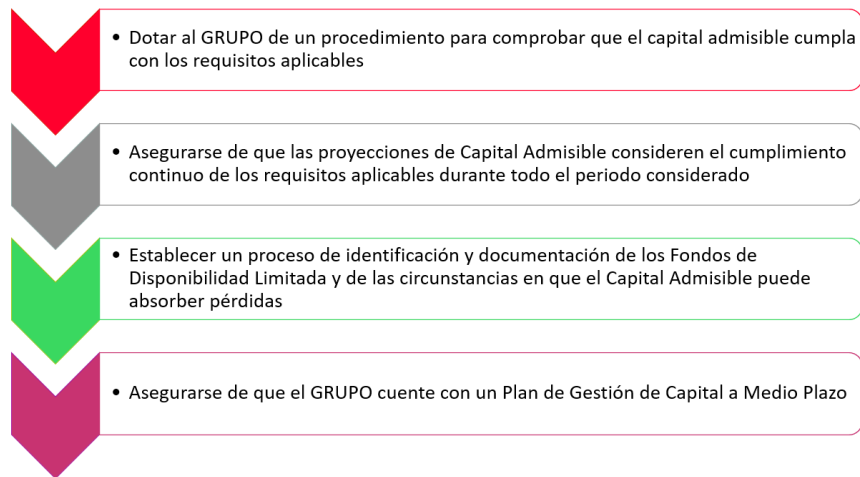 • Dotar al GRUPO de un procedimiento para comprobar que el capital admisible cumpla
con los requisitos aplicables
• Asegurarse de que las proyecciones de Capital Admisible consideren el cumplimiento
continuo de los requisitos aplicables durante todo el periodo considerado
• Establecer un proceso de identificación y documentación de los Fondos de
Disponibilidad Limitada y de las circunstancias en que el Capital Admisible puede
absorber pérdidas
• Asegurarse de que el GRUPO cuente con un Plan de Gestión de Capital a Medio Plazo